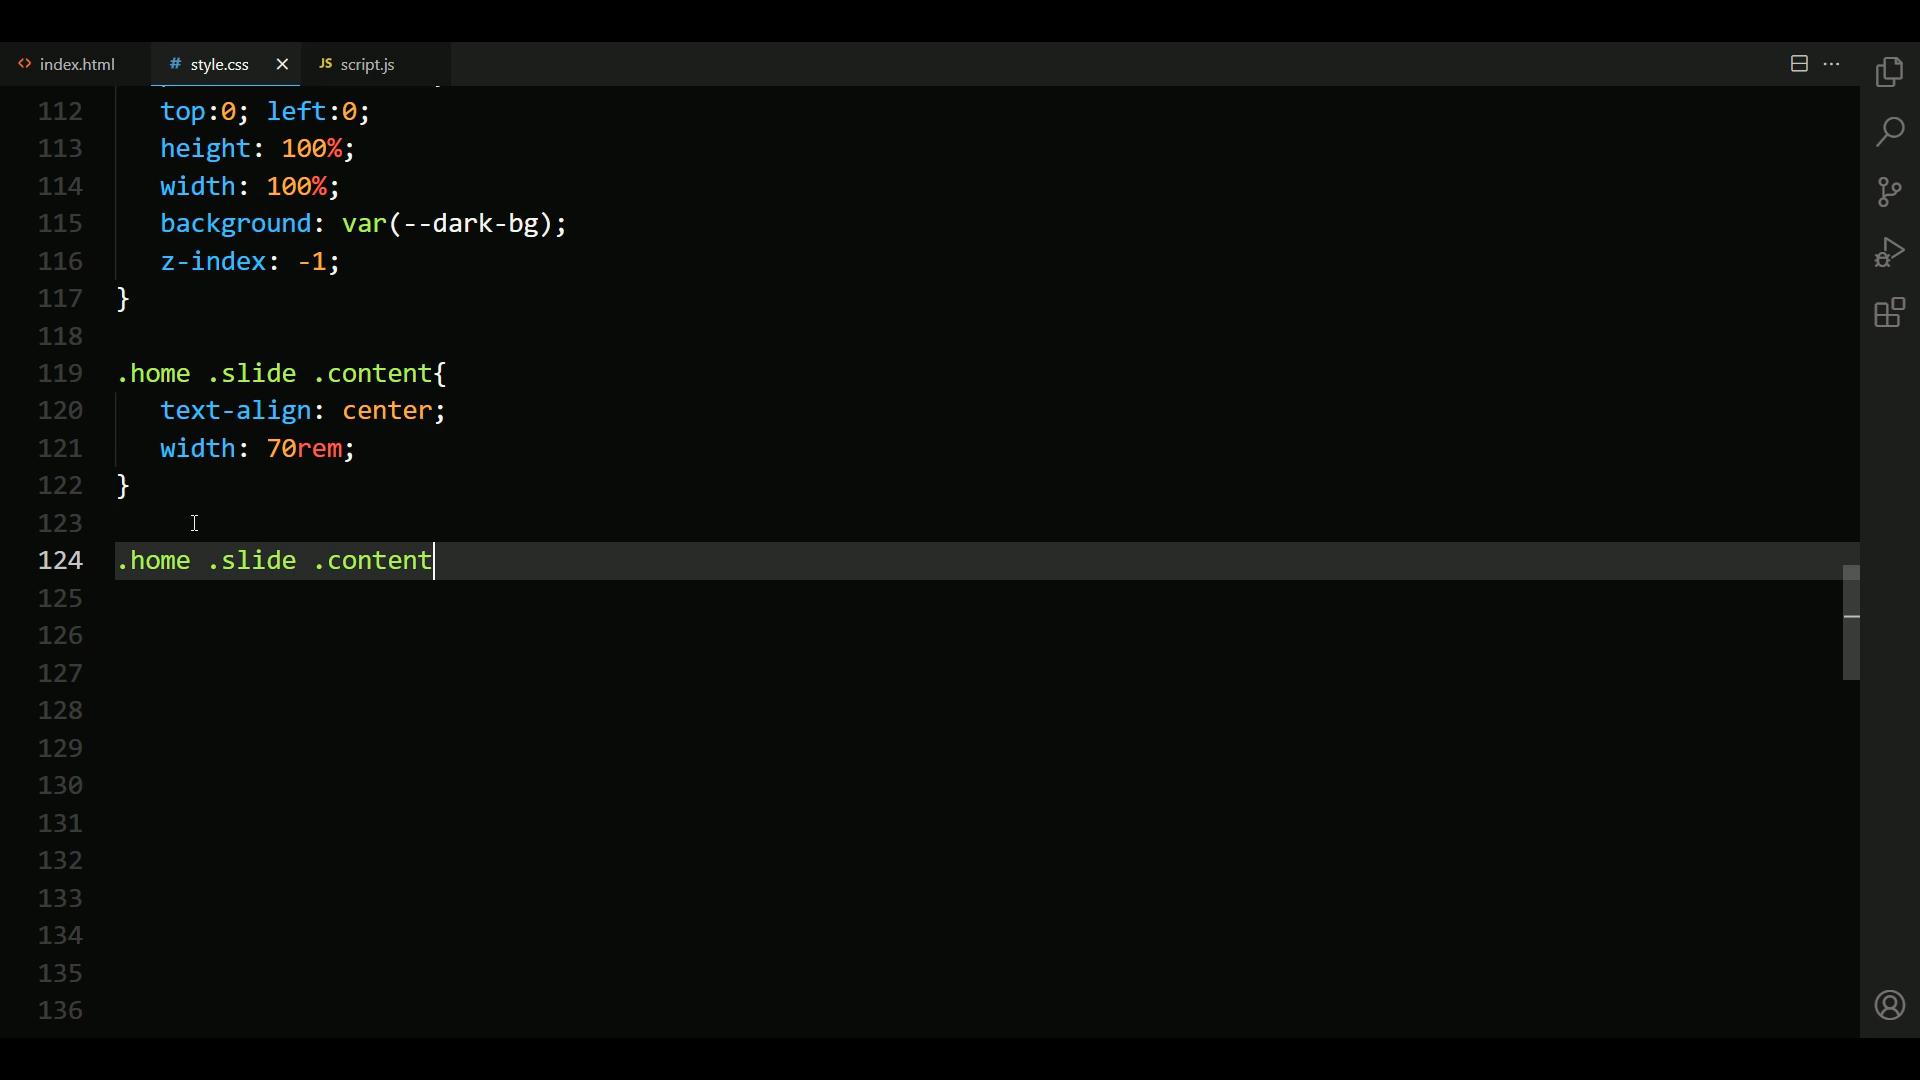 index.html style.css script.js
112 top:0; left:0;
113 height: 100%;
114 width: 100%;
115 background: var(--dark-bg);
116 z-index: -1;
117 }
118
119 .home .slide .content{
120 text-align: center;
121 width: 70rem;
122 }
123
124 .home .slide .content
125
126
127
128
129
130
131
132
133
134
135
136